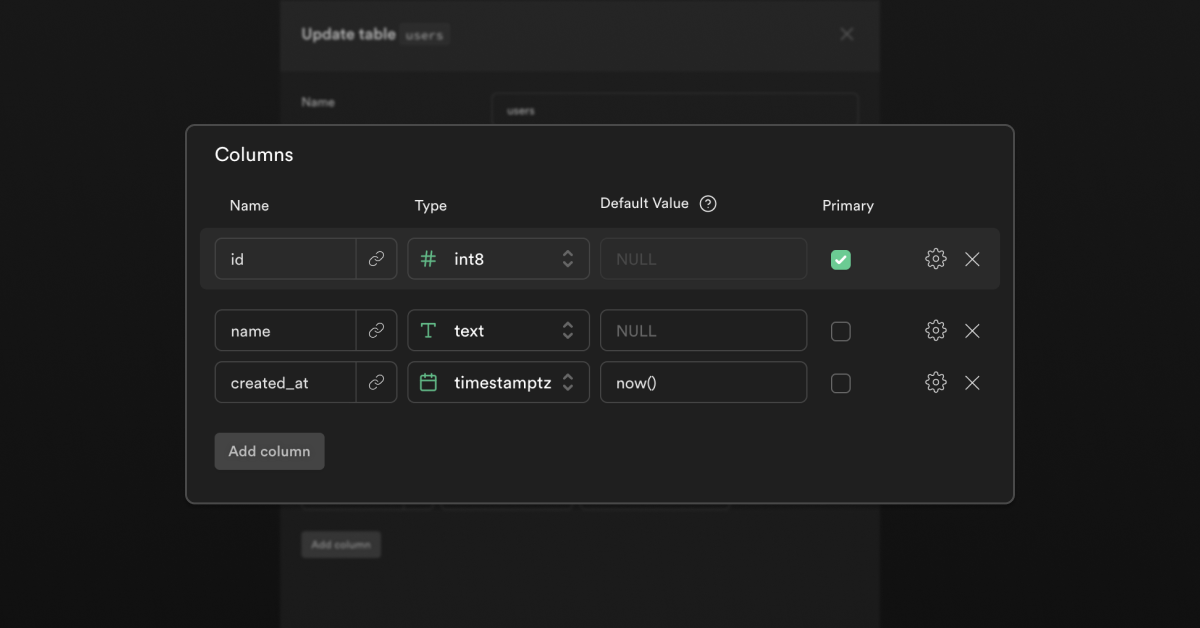 Update table users
Name
users
Columns
Name Type Default Value ? Primary
id # int8 NULL
name T text NULL
created_at timestamptz now()
Add column
Add column